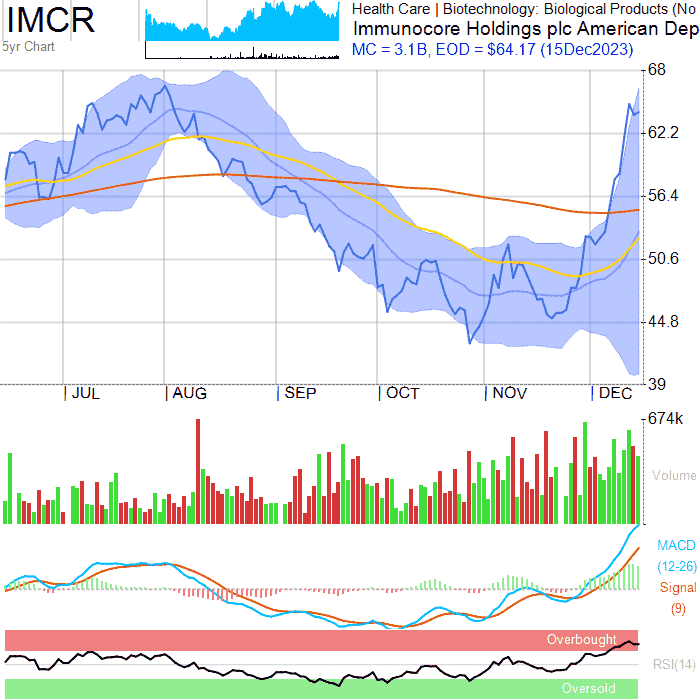 IMCR
5yr Chart
Health Care | Biotechnology: Biological Products (No
Immunocore Holdings plc American Dep
MC = 3.1B, EOD = $64.17 (15Dec2023)
68
62.2
56.4
50.6
44.8
39
JUL
AUG
SEP
OCT
NOV
DEC
674k
Volume
MACD
(12-26)
Signal
(9)
Overbought
RSI(14)
Oversold